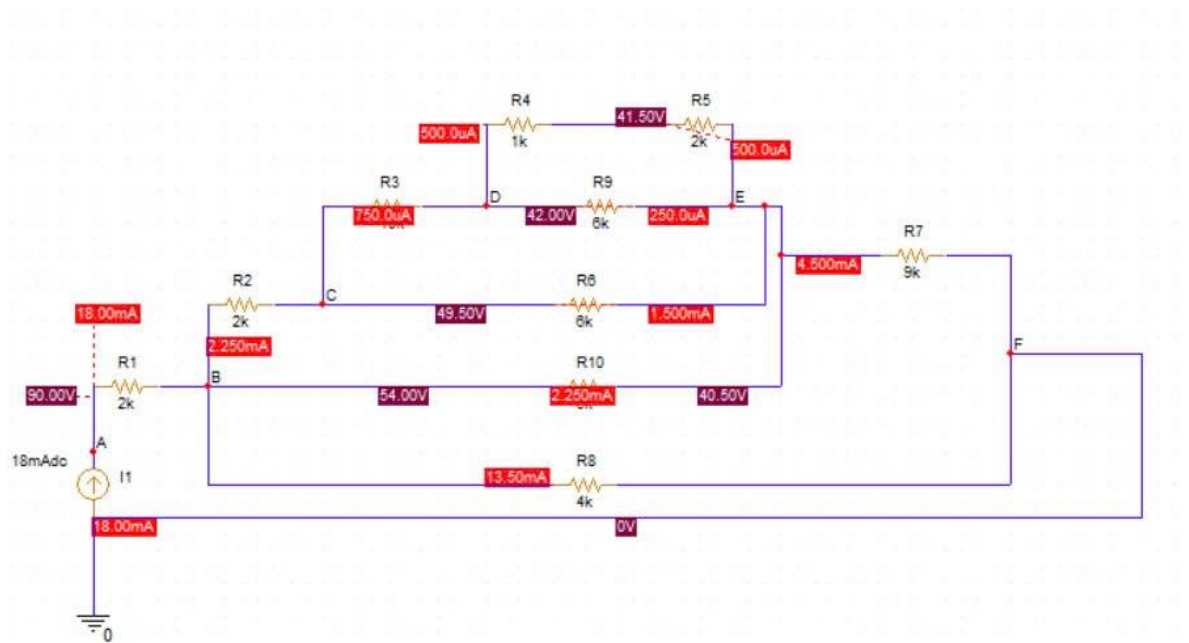 R4
41.50V
R5
500.0uA
1k
2k
500.0uA
R3
D
R9
E
750.0uA
42.00V
6k
250.0uA
R7
4.500mA
9k
R2
C
R6
18.00mA
2k
49.50V
6k
1.500mA
2.250mA
F
R1
B
R10
90.00V
2k
54.00V
2.250mA
40.50V
A
18mAdc
I1
13.50mA
R8
4k
18.00mA
0V
0